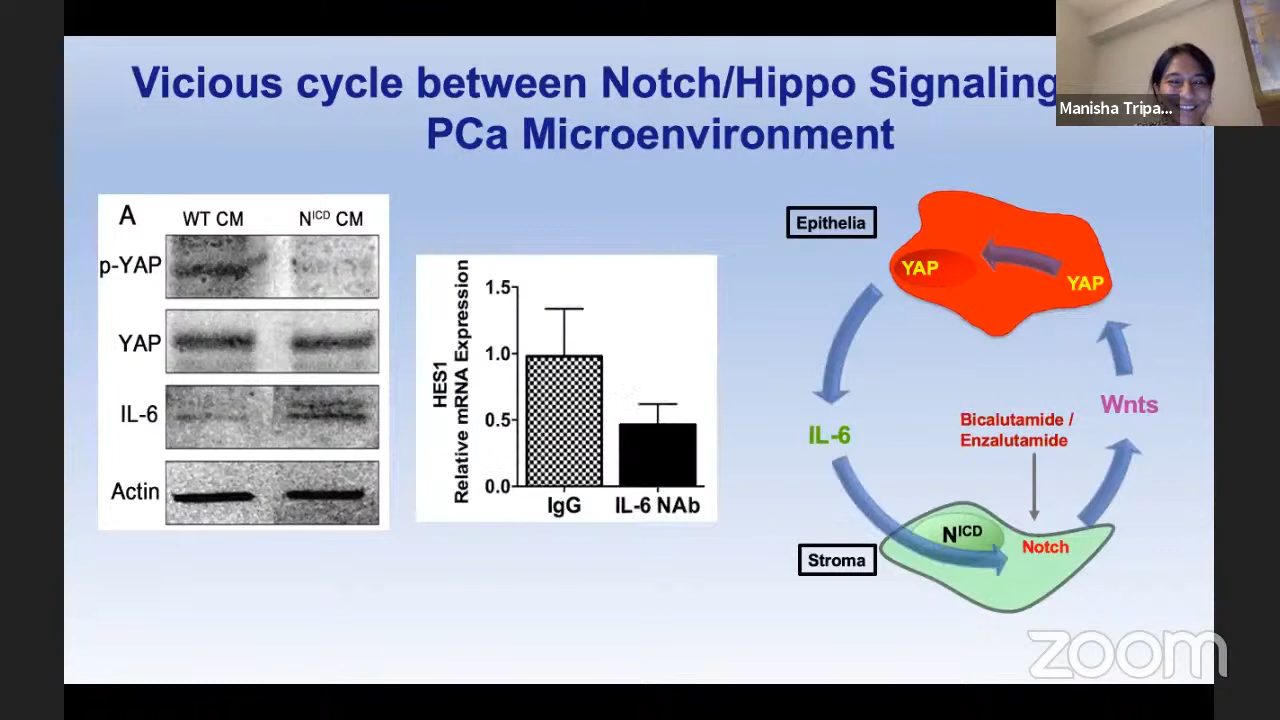 Vicious cycle between Notch/Hippo Signaling
PCa Microenvironment
Manisha Tripa...
A
WT CM
Nᴵᶜᴰ CM
p-YAP
YAP
IL-6
Actin
HES1
Relative mRNA Expression
1.5
1.0
0.5
0.0
IgG
IL-6 NAb
Epithelia
YAP
YAP
IL-6
Wnts
Bicalutamide /
Enzalutamide
Nᴵᶜᴰ
Notch
Stroma
zoom